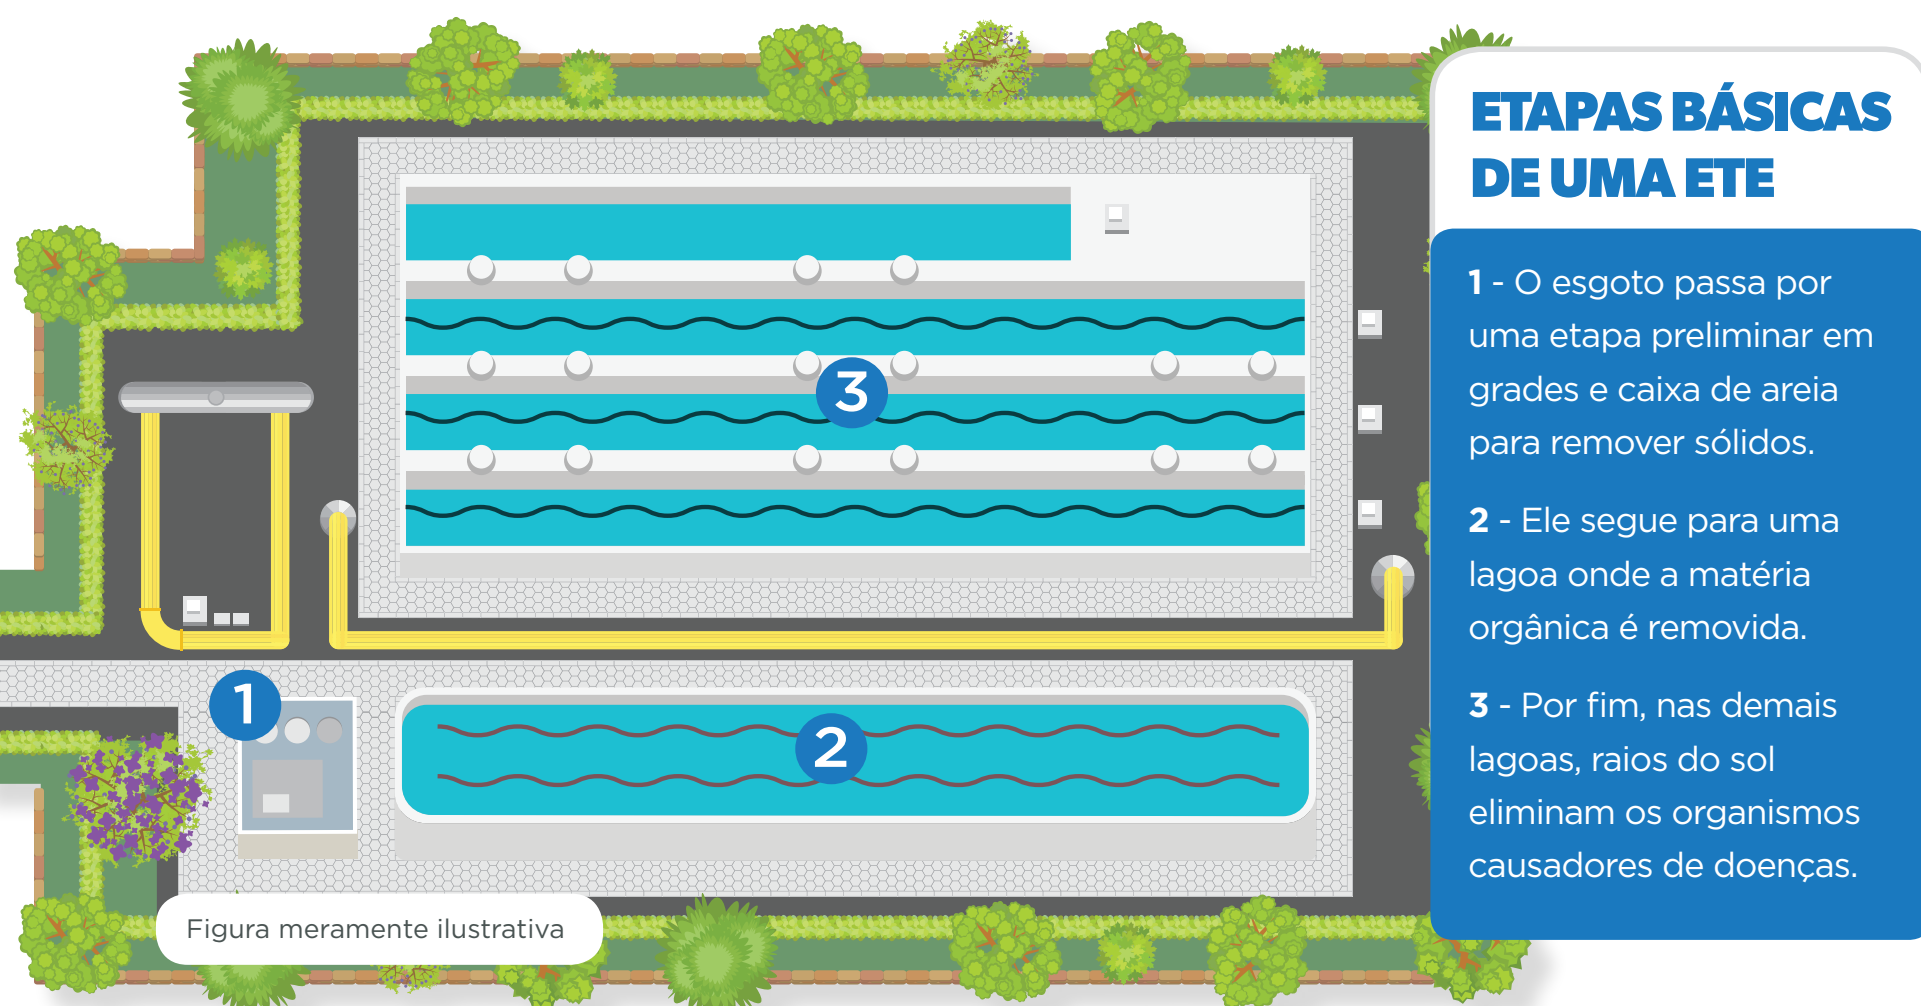 ETAPAS BÁSICAS
DE UMA ETE
1 - O esgoto passa por
uma etapa preliminar em
grades e caixa de areia
para remover sólidos.
2 - Ele segue para uma
lagoa onde a matéria
orgânica é removida.
3 - Por fim, nas demais
lagoas, raios do sol
eliminam os organismos
causadores de doenças.
3
1
2
Figura meramente ilustrativa